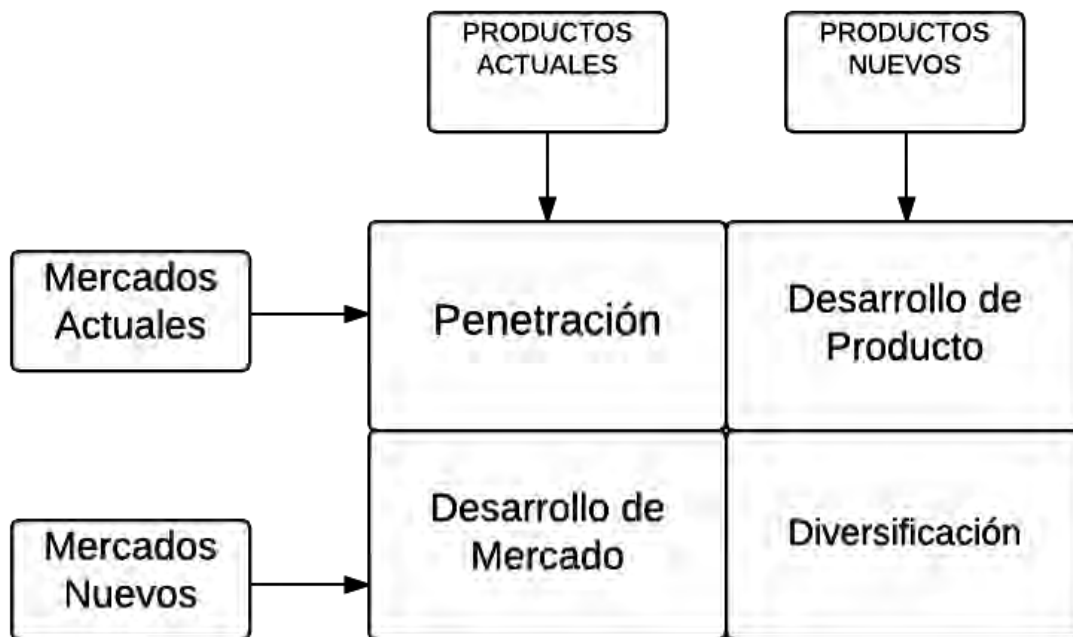 PRODUCTOS
ACTUALES
PRODUCTOS
NUEVOS
Mercados
Actuales
Penetración
Desarrollo de
Producto
Mercados
Nuevos
Desarrollo de
Mercado
Diversificación